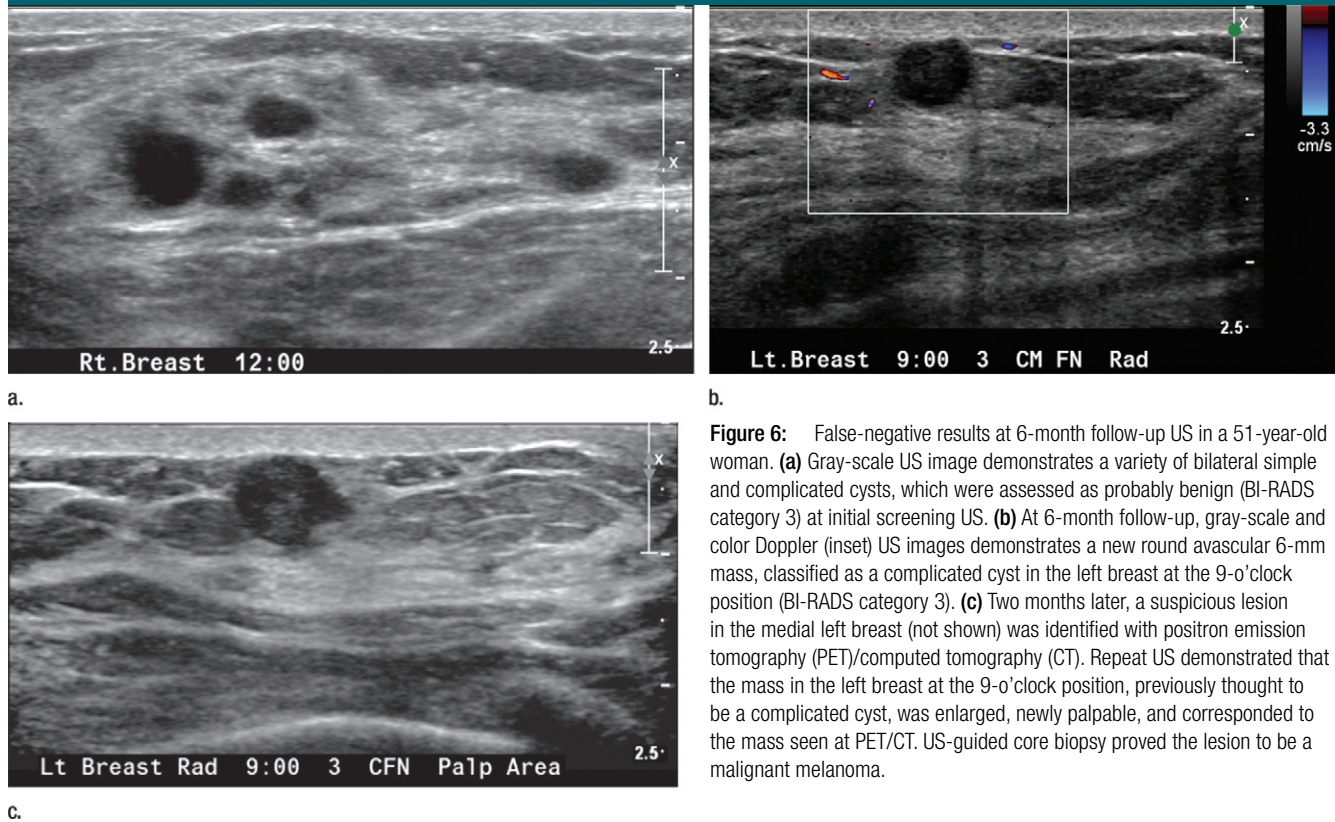 x
2.5
Rt.Breast 12:00
a.
x
-3.3
cm/s
2.5
Lt.Breast 9:00 3 CM FN Rad
b.
x
2.5
Lt Breast Rad 9:00 3 CFN Palp Area
c.
Figure 6: False-negative results at 6-month follow-up US in a 51-year-old
woman. (a) Gray-scale US image demonstrates a variety of bilateral simple
and complicated cysts, which were assessed as probably benign (BI-RADS
category 3) at initial screening US. (b) At 6-month follow-up, gray-scale and
color Doppler (inset) US images demonstrates a new round avascular 6-mm
mass, classified as a complicated cyst in the left breast at the 9-o’clock
position (BI-RADS category 3). (c) Two months later, a suspicious lesion
in the medial left breast (not shown) was identified with positron emission
tomography (PET)/computed tomography (CT). Repeat US demonstrated that
the mass in the left breast at the 9-o’clock position, previously thought to
be a complicated cyst, was enlarged, newly palpable, and corresponded to
the mass seen at PET/CT. US-guided core biopsy proved the lesion to be a
malignant melanoma.